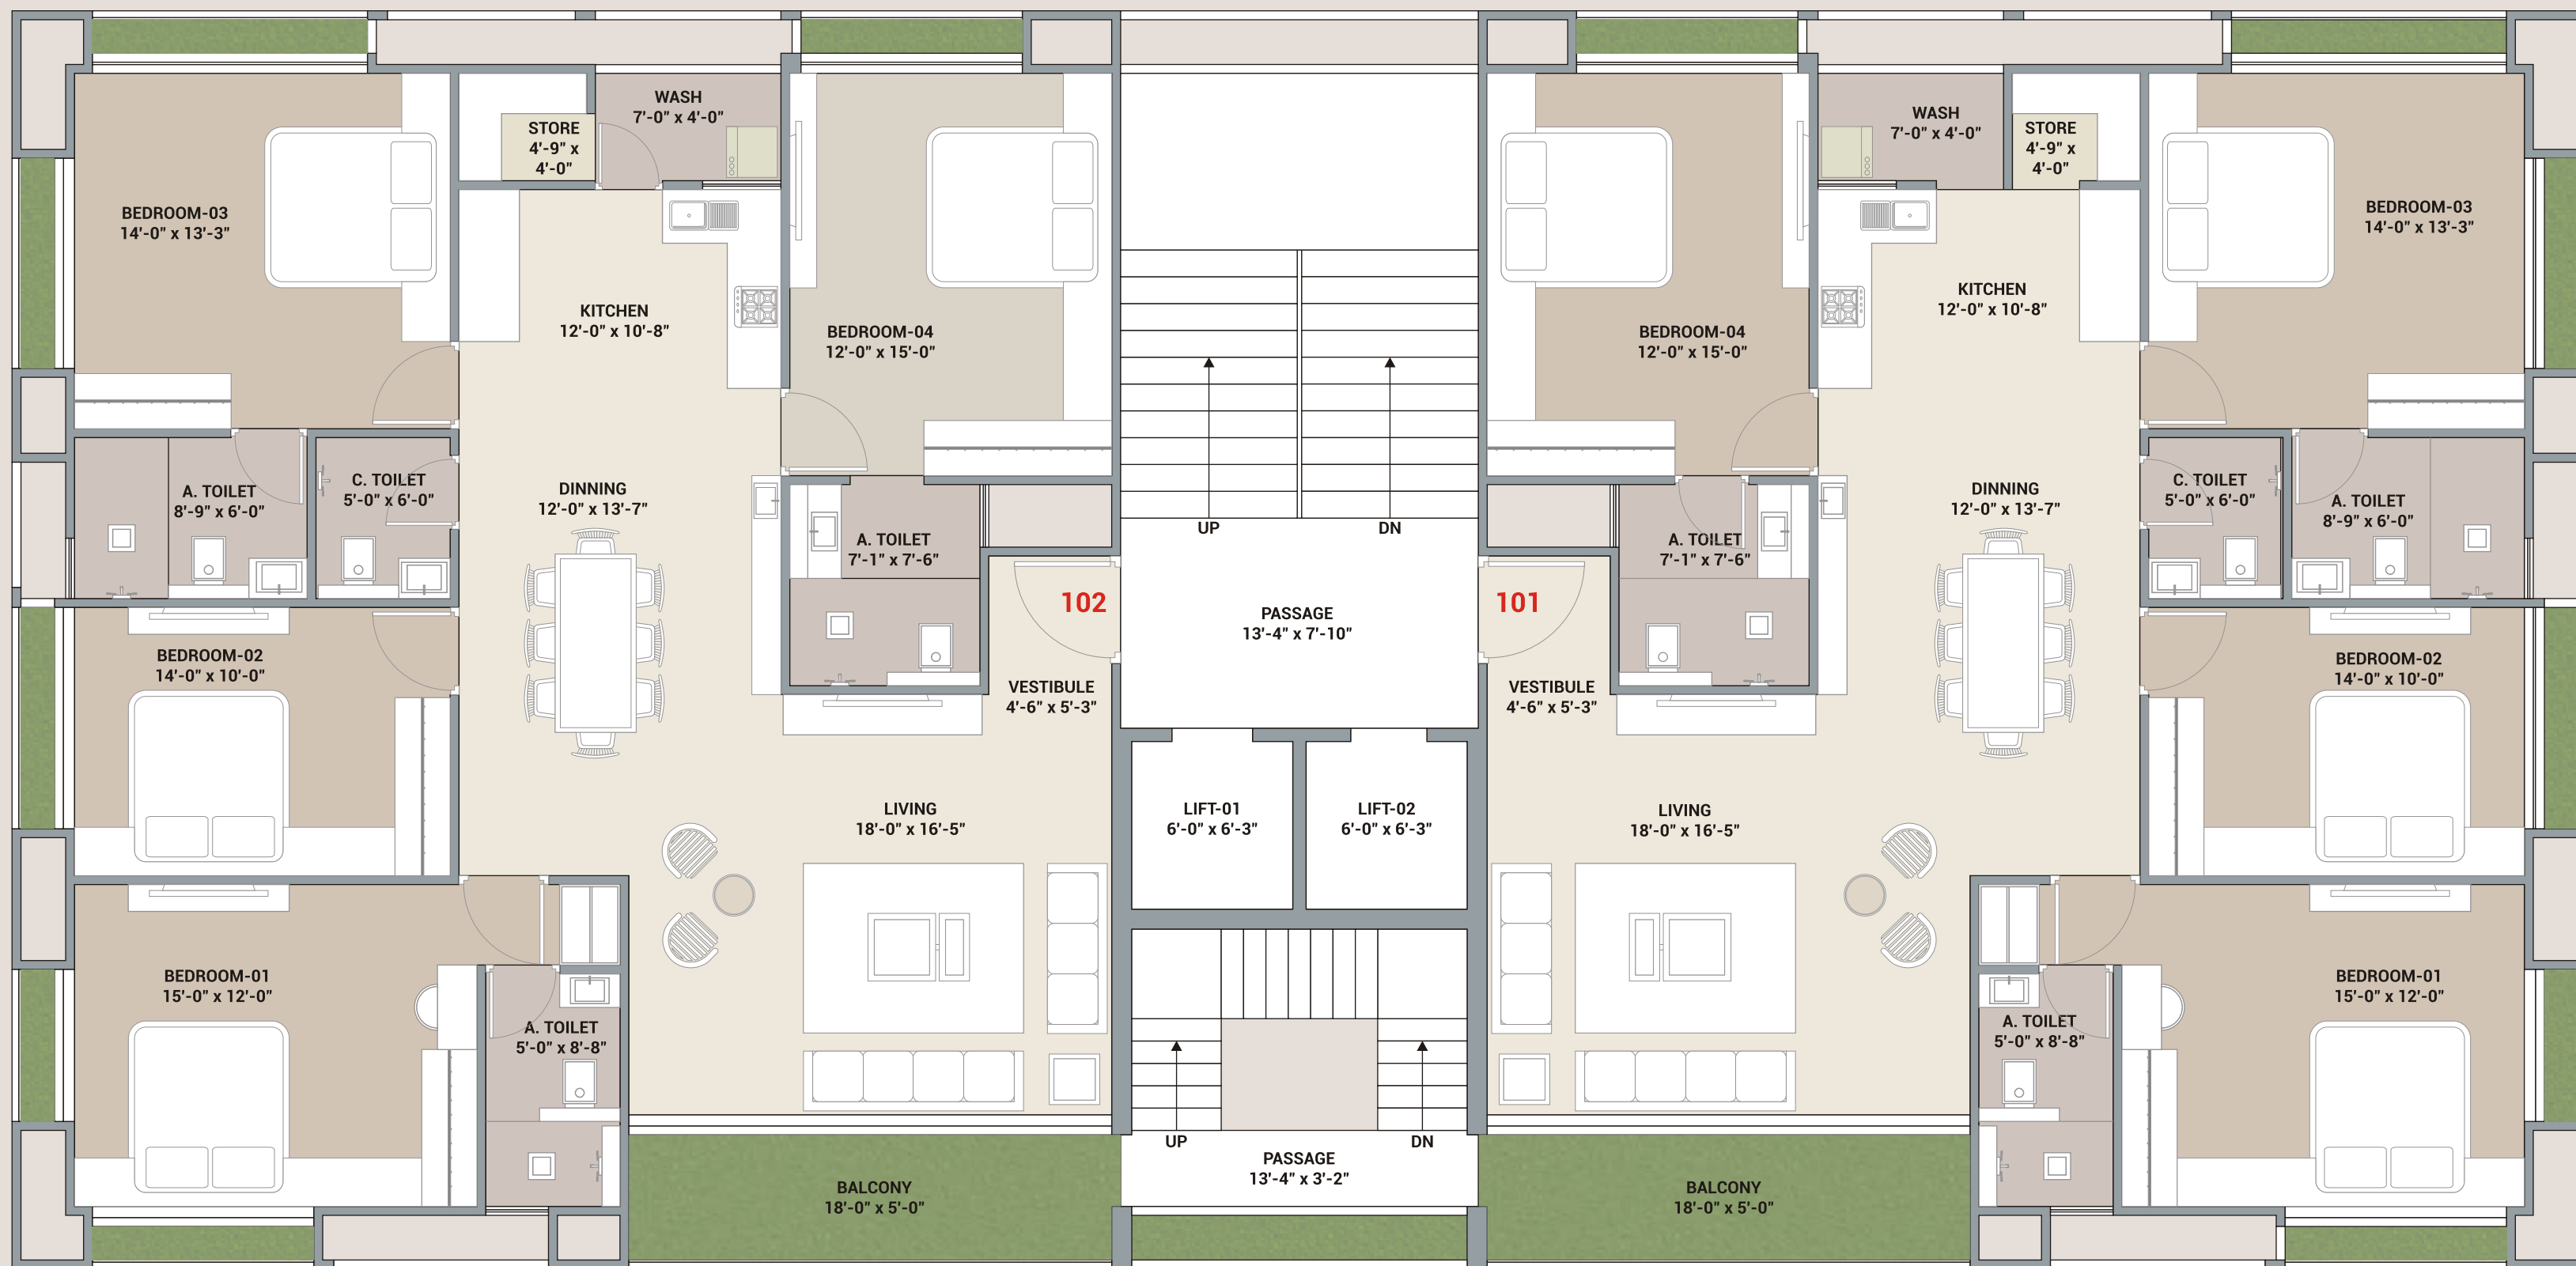 WASH
7'-0" x 4'-0"
STORE
4'-9" x
4'-0"
BEDROOM-03
14'-0" x 13'-3"
KITCHEN
12'-0" x 10'-8"
BEDROOM-04
12'-0" x 15'-0"
A. TOILET
8'-9" x 6'-0"
C. TOILET
5'-0" x 6'-0"
DINNING
12'-0" x 13'-7"
A. TOILET
7'-1" x 7'-6"
102
BEDROOM-02
14'-0" x 10'-0"
VESTIBULE
4'-6" x 5'-3"
LIVING
18'-0" x 16'-5"
BEDROOM-01
15'-0" x 12'-0"
A. TOILET
5'-0" x 8'-8"
BALCONY
18'-0" x 5'-0"
UP
DN
PASSAGE
13'-4" x 7'-10"
LIFT-01
6'-0" x 6'-3"
LIFT-02
6'-0" x 6'-3"
UP
DN
PASSAGE
13'-4" x 3'-2"
WASH
7'-0" x 4'-0"
STORE
4'-9" x
4'-0"
BEDROOM-03
14'-0" x 13'-3"
KITCHEN
12'-0" x 10'-8"
BEDROOM-04
12'-0" x 15'-0"
C. TOILET
5'-0" x 6'-0"
A. TOILET
8'-9" x 6'-0"
DINNING
12'-0" x 13'-7"
A. TOILET
7'-1" x 7'-6"
101
BEDROOM-02
14'-0" x 10'-0"
VESTIBULE
4'-6" x 5'-3"
LIVING
18'-0" x 16'-5"
BEDROOM-01
15'-0" x 12'-0"
A. TOILET
5'-0" x 8'-8"
BALCONY
18'-0" x 5'-0"